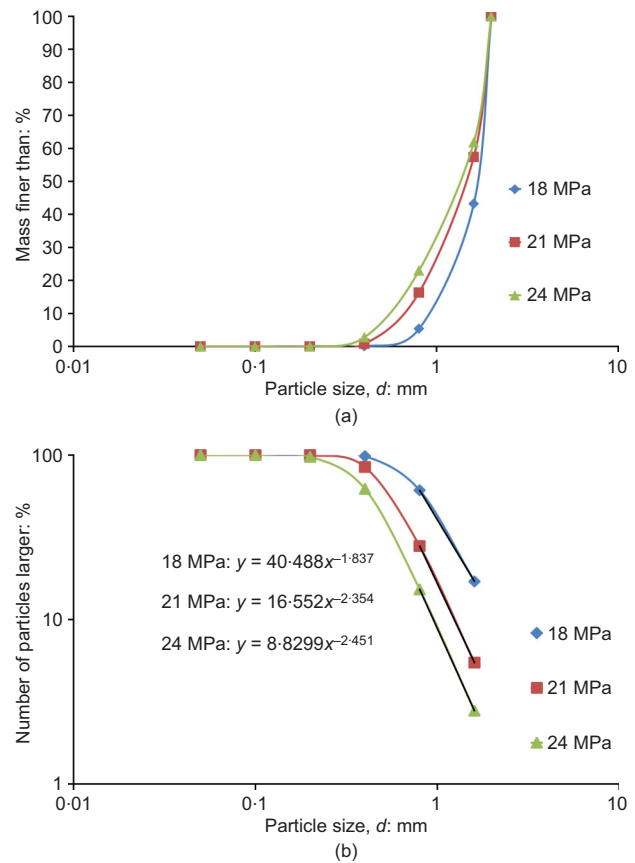 100
90
80
70
60
50
40
30
20
10
0
Mass finer than: %
18 MPa
21 MPa
24 MPa
0·01
0·1
1
10
Particle size, d: mm
(a)
100
10
1
Number of particles larger: %
18 MPa: y = 40·488x^–1·837
21 MPa: y = 16·552x^–2·354
24 MPa: y = 8·8299x^–2·451
18 MPa
21 MPa
24 MPa
0·01
0·1
1
10
Particle size, d: mm
(b)